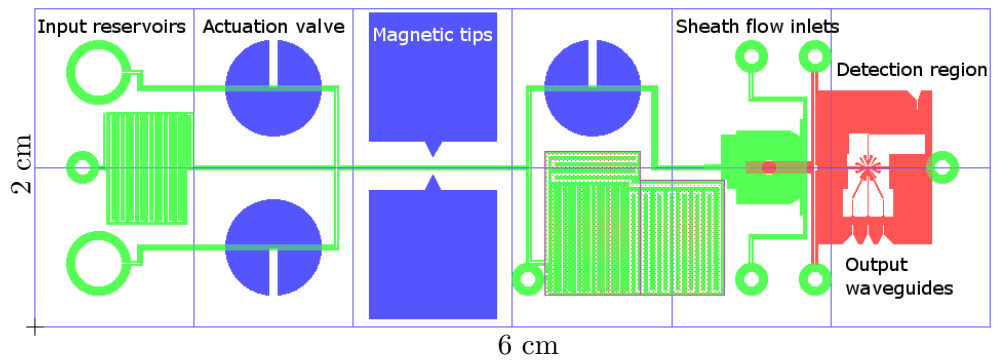 Input reservoirs
Actuation valve
Magnetic tips
Sheath flow inlets
Detection region
2 cm
Output
waveguides
6 cm